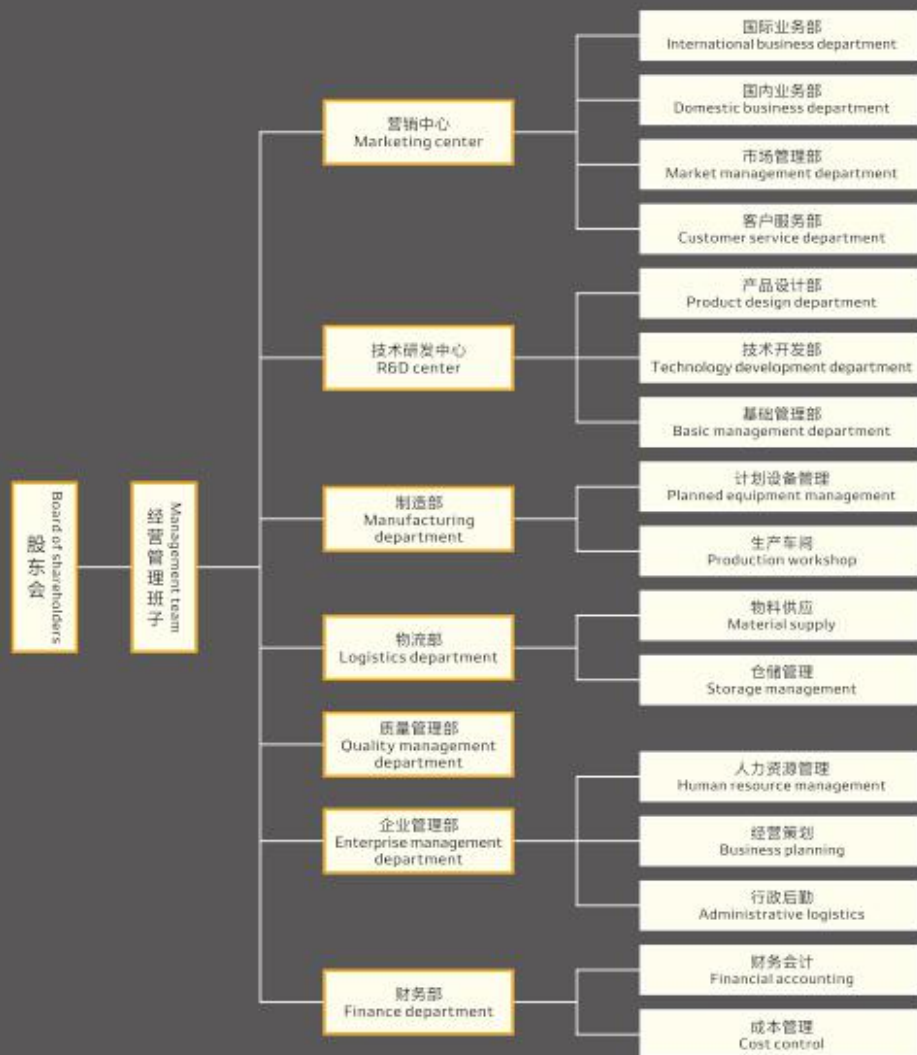 股东会
Board of shareholders
经营管理班子
Management team
营销中心
Marketing center
国际业务部
International business department
国内业务部
Domestic business department
市场管理部
Market management department
客户服务部
Customer service department
技术研发中心
R&D center
产品设计部
Product design department
技术开发部
Technology development department
基础管理部
Basic management department
制造部
Manufacturing
department
计划设备管理
Planned equipment management
生产车间
Production workshop
物流部
Logistics department
物料供应
Material supply
仓储管理
Storage management
质量管理部
Quality management
department
企业管理部
Enterprise management
department
人力资源管理
Human resource management
经营策划
Business planning
行政后勤
Administrative logistics
财务部
Finance department
财务会计
Financial accounting
成本管理
Cost control